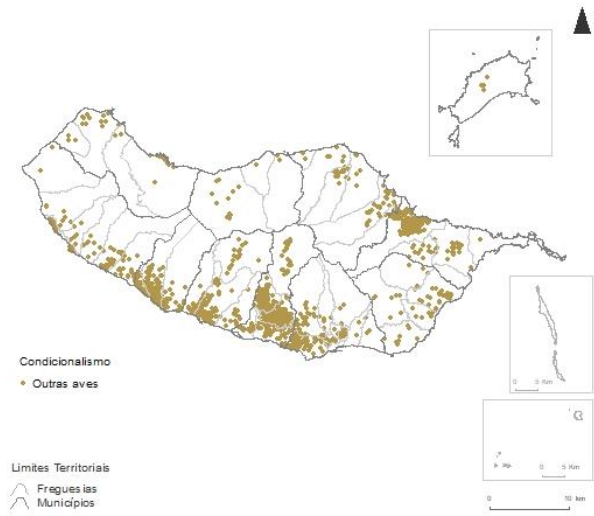 Condicionalismo
Outras aves
Limites Territoriais
Freguesias
Municípios
0 5 Km
0 5 Km
0 10 km